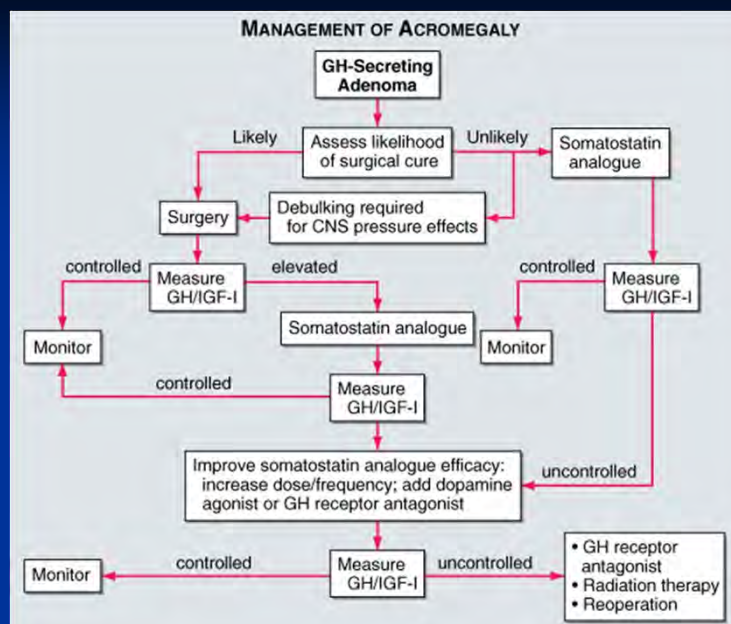 MANAGEMENT OF ACROMEGALY
GH-Secreting
Adenoma
Likely
Assess likelihood
of surgical cure
Unlikely
Somatostatin
analogue
Surgery
Debulking required
for CNS pressure effects
controlled
Measure
GH/IGF-I
elevated
controlled
Measure
GH/IGF-I
Somatostatin analogue
Monitor
Monitor
controlled
Measure
GH/IGF-I
Improve somatostatin analogue efficacy:
increase dose/frequency; add dopamine
agonist or GH receptor antagonist
uncontrolled
Monitor
controlled
Measure
GH/IGF-I
uncontrolled
• GH receptor
antagonist
• Radiation therapy
• Reoperation